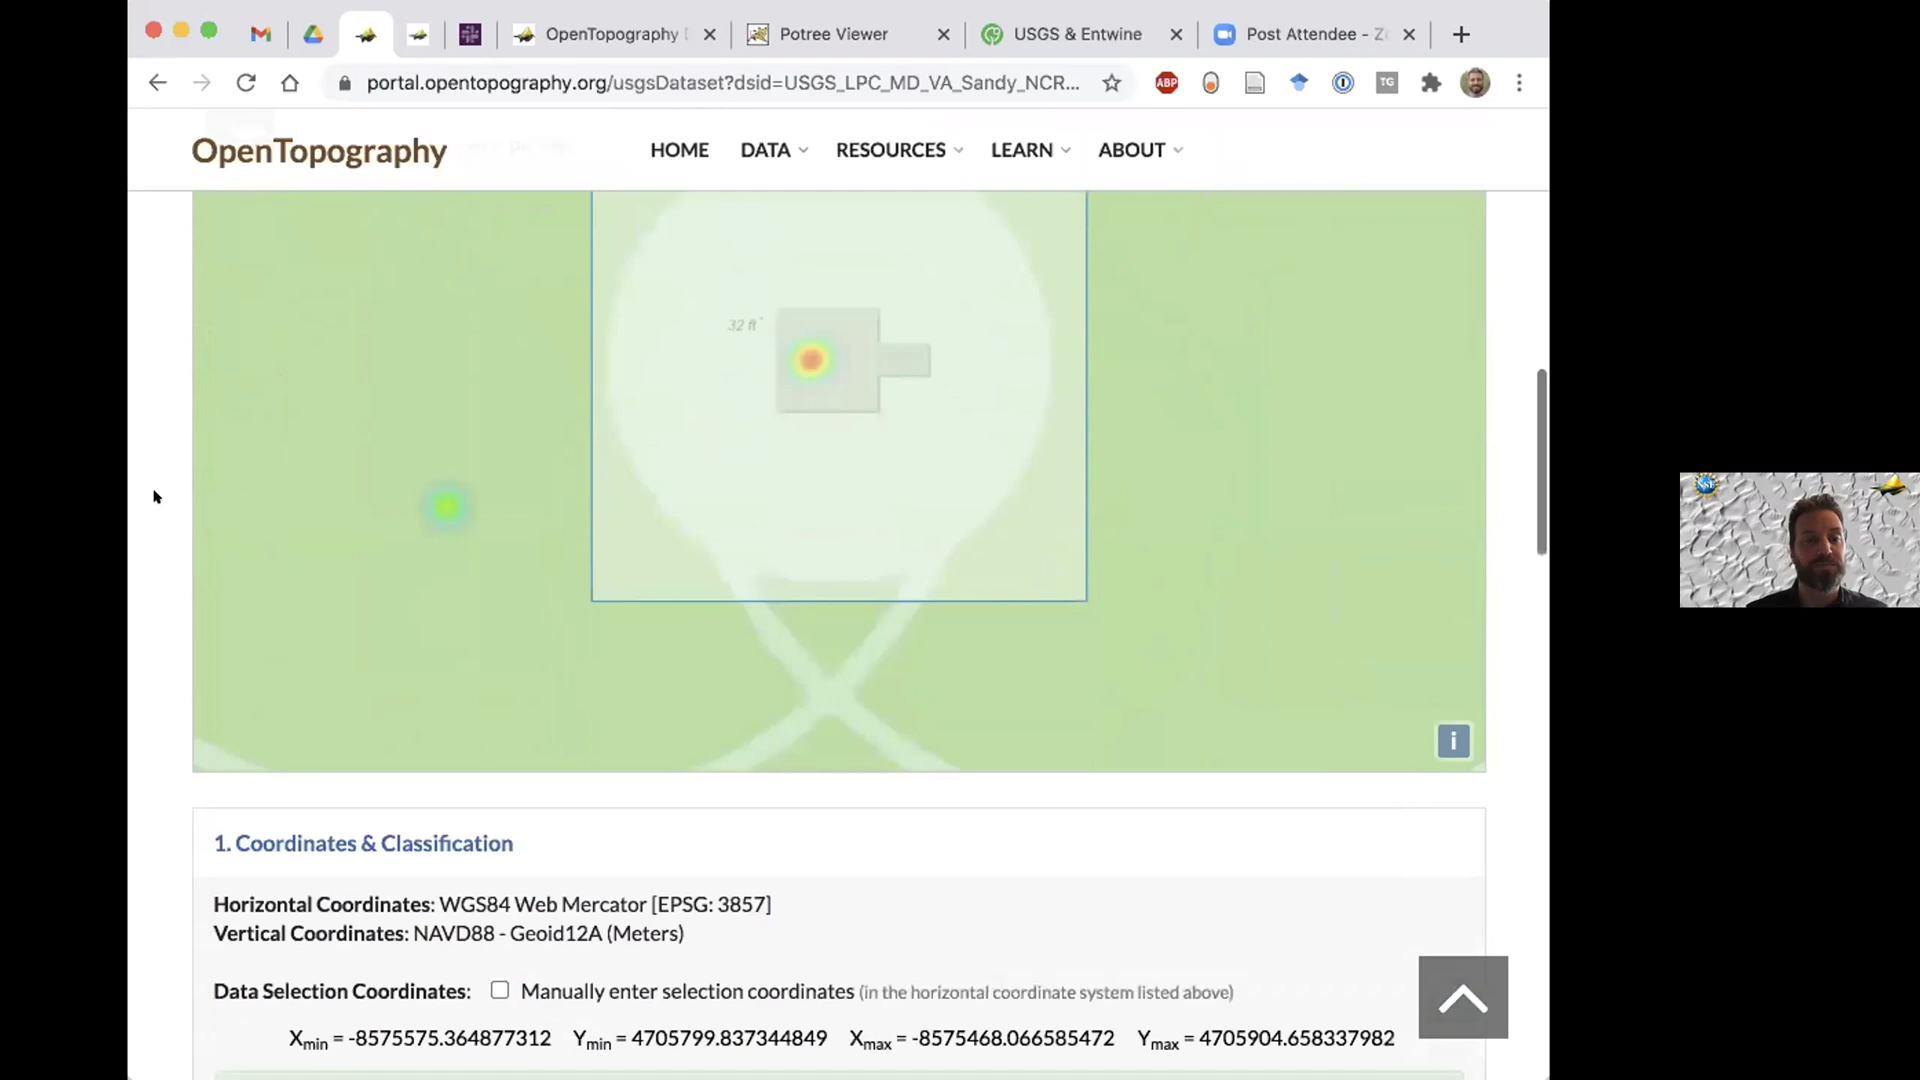 OpenTopography
Potree Viewer
USGS & Entwine
Post Attendee - Z
portal.opentopography.org/usgsDataset?dsid=USGS_LPC_MD_VA_Sandy_NCR...
ABP
TG
OpenTopography
HOME
DATA
RESOURCES
LEARN
ABOUT
32 ft
i
1. Coordinates & Classification
Horizontal Coordinates: WGS84 Web Mercator [EPSG: 3857]
Vertical Coordinates: NAVD88 - Geoid12A (Meters)
Data Selection Coordinates: Manually enter selection coordinates (in the horizontal coordinate system listed above)
Xmin = -8575575.364877312 Ymin = 4705799.837344849 Xmax = -8575468.066585472 Ymax = 4705904.658337982
NSF